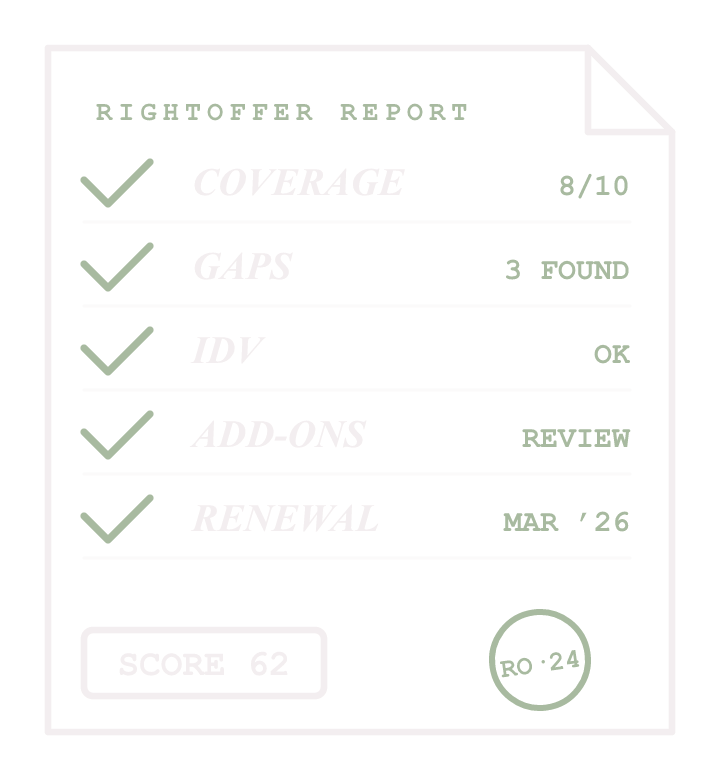 RIGHTOFFER REPORT
COVERAGE 8/10
GAPS 3 FOUND
IDV OK
ADD-ONS REVIEW
RENEWAL MAR ’26
SCORE 62
RO·24